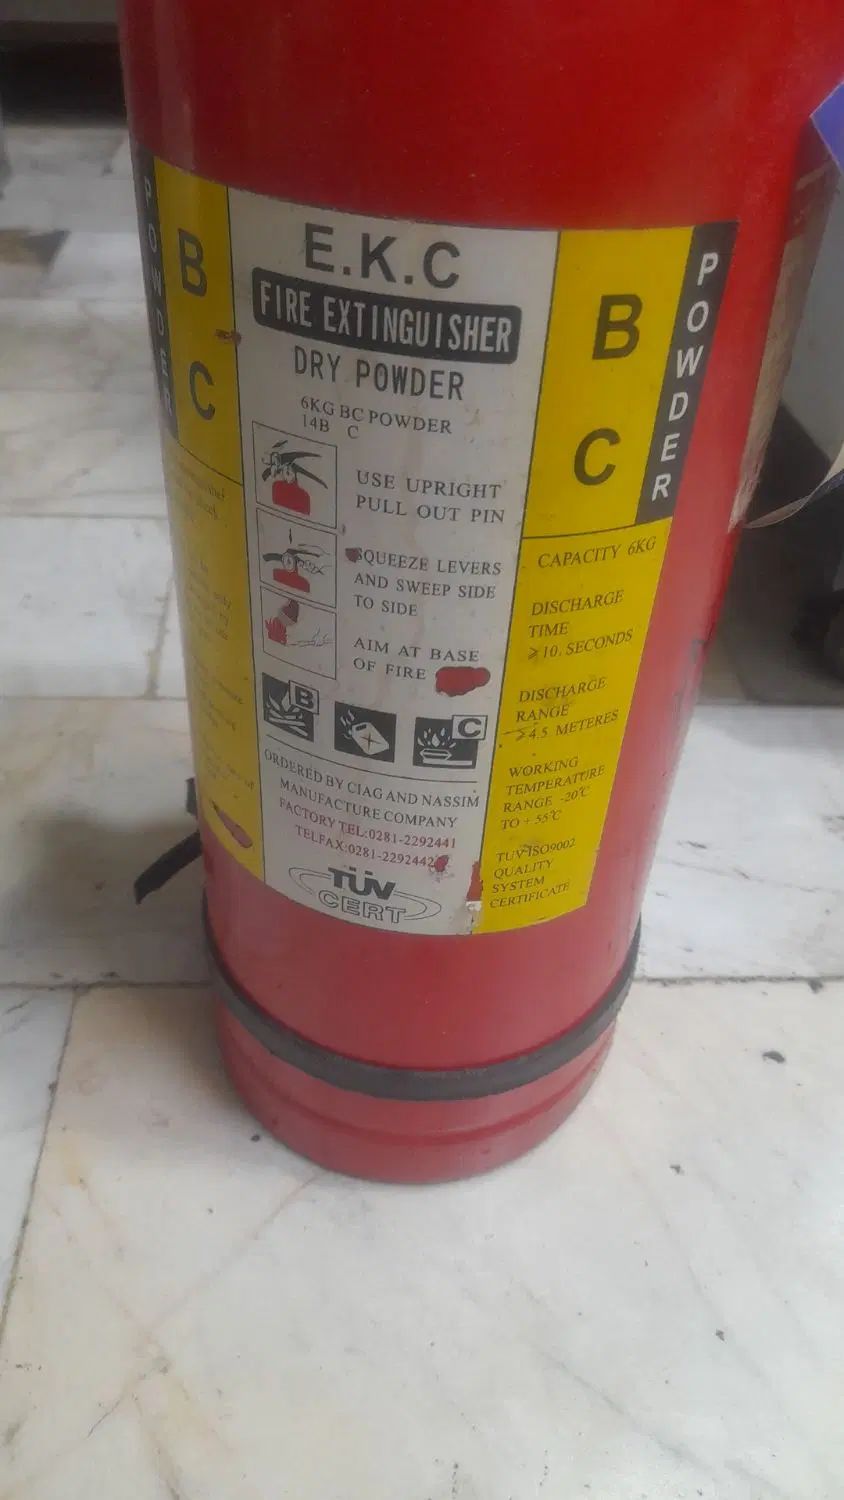 POWDER
B
C
E.K.C
FIRE EXTINGUISHER
DRY POWDER
6KG BC POWDER
14B C
USE UPRIGHT
PULL OUT PIN
SQUEEZE LEVERS
AND SWEEP SIDE
TO SIDE
AIM AT BASE
OF FIRE
B
C
ORDERED BY CIAG AND NASSIM
MANUFACTURE COMPANY
FACTORY TEL:0281-2292441
TELFAX:0281-2292442
TÜV
CERT
B
C
POWDER
CAPACITY 6KG
DISCHARGE
TIME
≥10. SECONDS
DISCHARGE
RANGE
≥4.5 METERES
WORKING
TEMPERATURE
RANGE -20℃
TO + 55℃
TUV-ISO9002
QUALITY
SYSTEM
CERTIFICATE